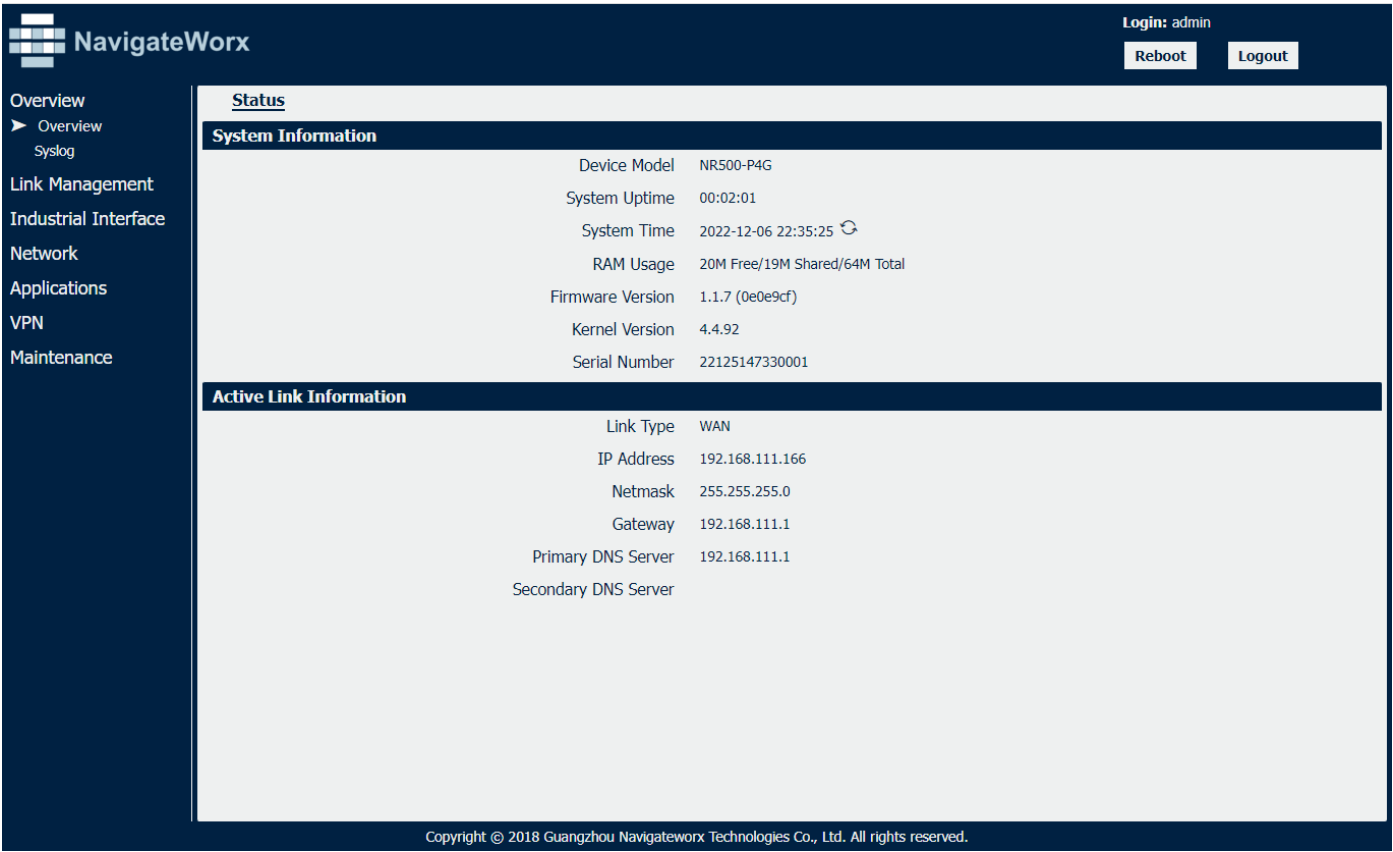 NavigateWorx
Login: admin
Reboot Logout
Overview
Overview
Syslog
Link Management
Industrial Interface
Network
Applications
VPN
Maintenance
Status
System Information
Device Model NR500-P4G
System Uptime 00:02:01
System Time 2022-12-06 22:35:25
RAM Usage 20M Free/19M Shared/64M Total
Firmware Version 1.1.7 (0e0e9cf)
Kernel Version 4.4.92
Serial Number 22125147330001
Active Link Information
Link Type WAN
IP Address 192.168.111.166
Netmask 255.255.255.0
Gateway 192.168.111.1
Primary DNS Server 192.168.111.1
Secondary DNS Server
Copyright © 2018 Guangzhou Navigateworx Technologies Co., Ltd. All rights reserved.